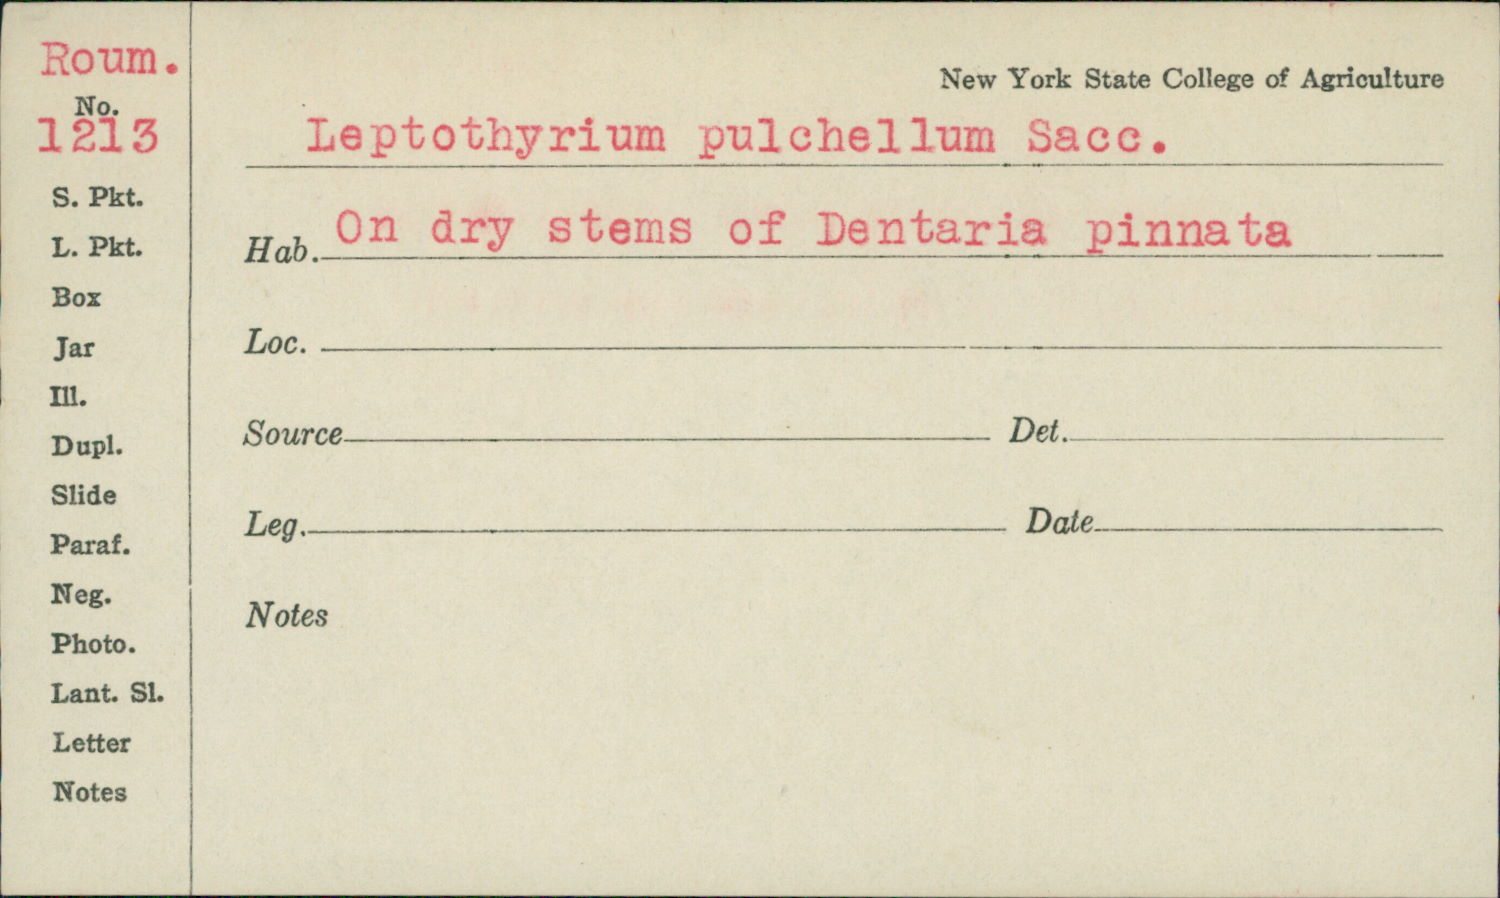 Roum.
No.
1213
S. Pkt.
L. Pkt.
Box
Jar
Ill.
Dupl.
Slide
Paraf.
Neg.
Photo.
Lant. Sl.
Letter
Notes
New York State College of Agriculture
Leptothyrium pulchellum Sacc.
Hab. On dry stems of Dentaria pinnata
Loc.
Source Det.
Leg. Date
Notes